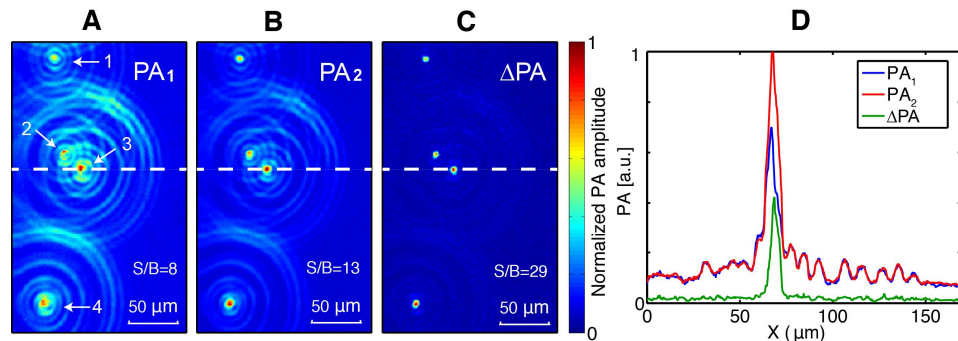 A
B
C
D
PA1
PA2
ΔPA
1
2
3
4
S/B=8
S/B=13
S/B=29
50 µm
50 µm
50 µm
1
0
Normalized PA amplitude
PA [a.u.]
1
0
PA1
PA2
ΔPA
0
50
100
150
X (µm)